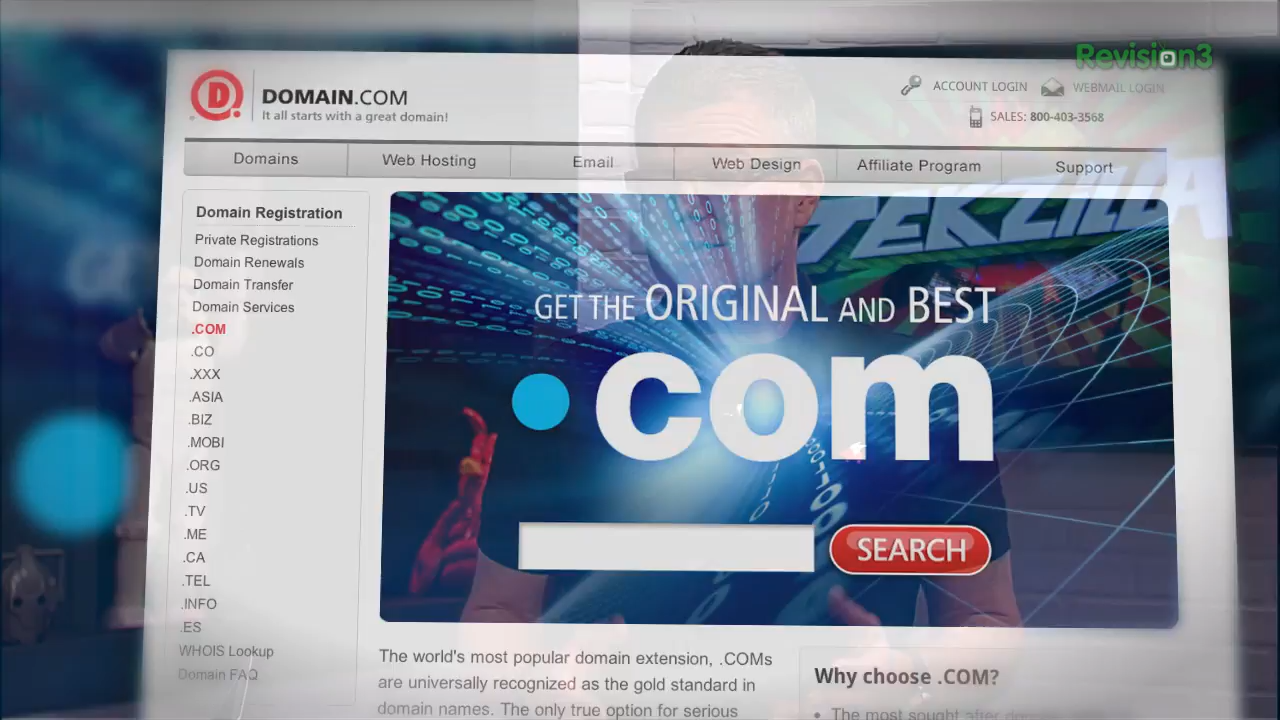 Revision3
DOMAIN.COM
It all starts with a great domain!
ACCOUNT LOGIN
WEBMAIL LOGIN
SALES: 800-403-3568
Domains
Web Hosting
Email
Web Design
Affiliate Program
Support
TEKZILLA
Domain Registration
Private Registrations
Domain Renewals
Domain Transfer
Domain Services
.COM
.CO
.XXX
.ASIA
.BIZ
.MOBI
.ORG
.US
.TV
.ME
.CA
.TEL
.INFO
.ES
WHOIS Lookup
Domain FAQ
GET THE ORIGINAL AND BEST
.com
SEARCH
The world's most popular domain extension, .COMs
are universally recognized as the gold standard in
domain names. The only true option for serious
Why choose .COM?
• The most sought after